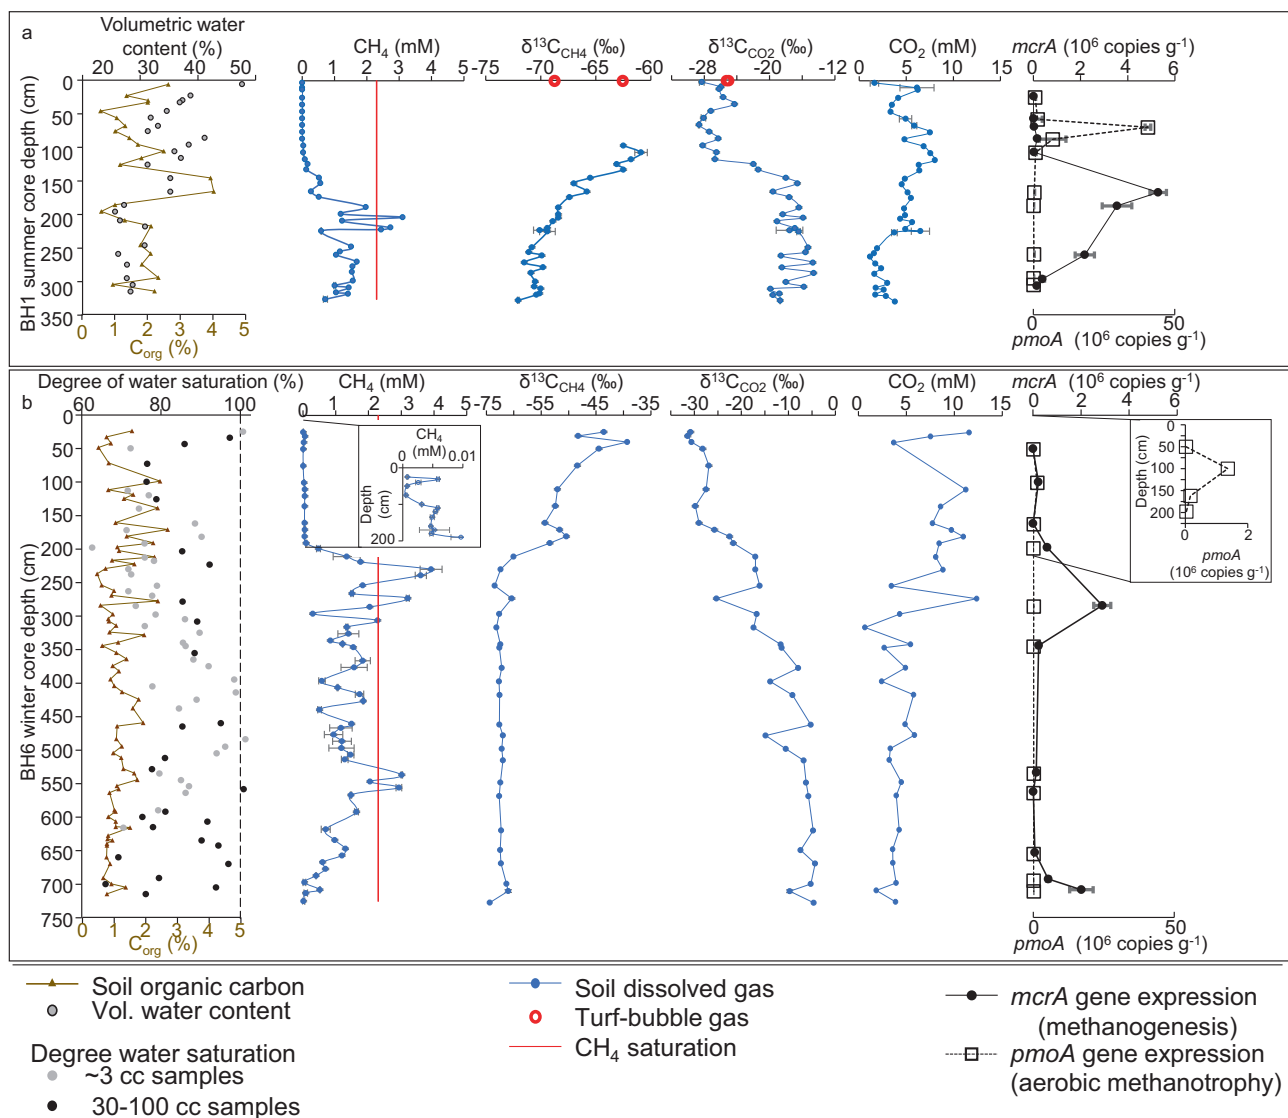 a
Volumetric water
content (%)
CH4 (mM)
δ13CCH4 (‰)
δ13CCO2 (‰)
CO2 (mM)
mcrA (10^6 copies g-1)
20 30 40 50
0 1 2 3 4 5
-75 -70 -65 -60
-28 -20 -12
0 5 10 15
0 2 4 6
BH1 summer core depth (cm)
0
50
100
150
200
250
300
350
0 1 2 3 4 5
Corg (%)
0 50
pmoA (10^6 copies g-1)
b
Degree of water saturation (%)
CH4 (mM)
δ13CCH4 (‰)
δ13CCO2 (‰)
CO2 (mM)
mcrA (10^6 copies g-1)
60 80 100
0 1 2 3 4 5
-75 -55 -45 -35
-30 -20 -10 0
0 5 10 15
0 2 4 6
BH6 winter core depth (cm)
0
50
100
150
200
250
300
350
400
450
500
550
600
650
700
750
CH4
(mM)
0 0.01
0
200
Depth
(cm)
Depth (cm)
0
50
100
150
200
0 2
pmoA
(10^6 copies g-1)
0 1 2 3 4 5
Corg (%)
0 50
pmoA (10^6 copies g-1)
Soil organic carbon
Vol. water content
Degree water saturation
~3 cc samples
30-100 cc samples
Soil dissolved gas
Turf-bubble gas
CH4 saturation
mcrA gene expression
(methanogenesis)
pmoA gene expression
(aerobic methanotrophy)